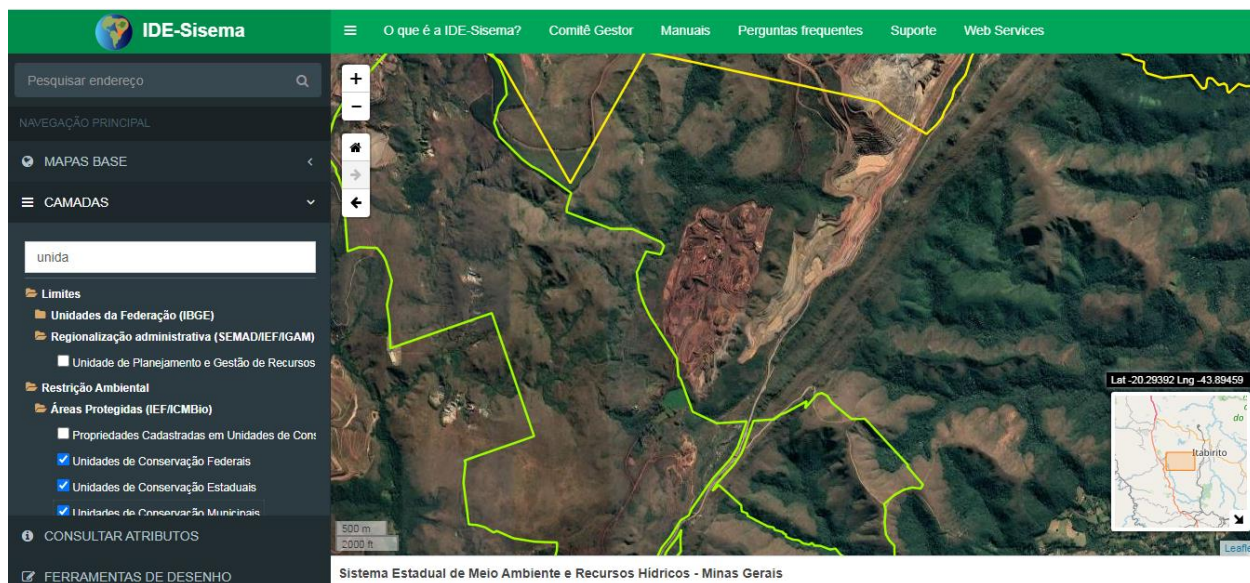 IDE-Sisema
O que é a IDE-Sisema? Comitê Gestor Manuais Perguntas frequentes Suporte Web Services
Pesquisar endereço
NAVEGAÇÃO PRINCIPAL
MAPAS BASE
CAMADAS
unida
Limites
Unidades da Federação (IBGE)
Regionalização administrativa (SEMAD/IEF/IGAM)
Unidade de Planejamento e Gestão de Recursos
Restrição Ambiental
Áreas Protegidas (IEF/ICMBio)
Propriedades Cadastradas em Unidades de Cons
Unidades de Conservação Federais
Unidades de Conservação Estaduais
Unidades de Conservação Municipais
CONSULTAR ATRIBUTOS
FERRAMENTAS DE DESENHO
+
−
Lat -20.29392 Lng -43.89459
do
Itabirito
500 m
2000 ft
Leafle
Sistema Estadual de Meio Ambiente e Recursos Hídricos - Minas Gerais